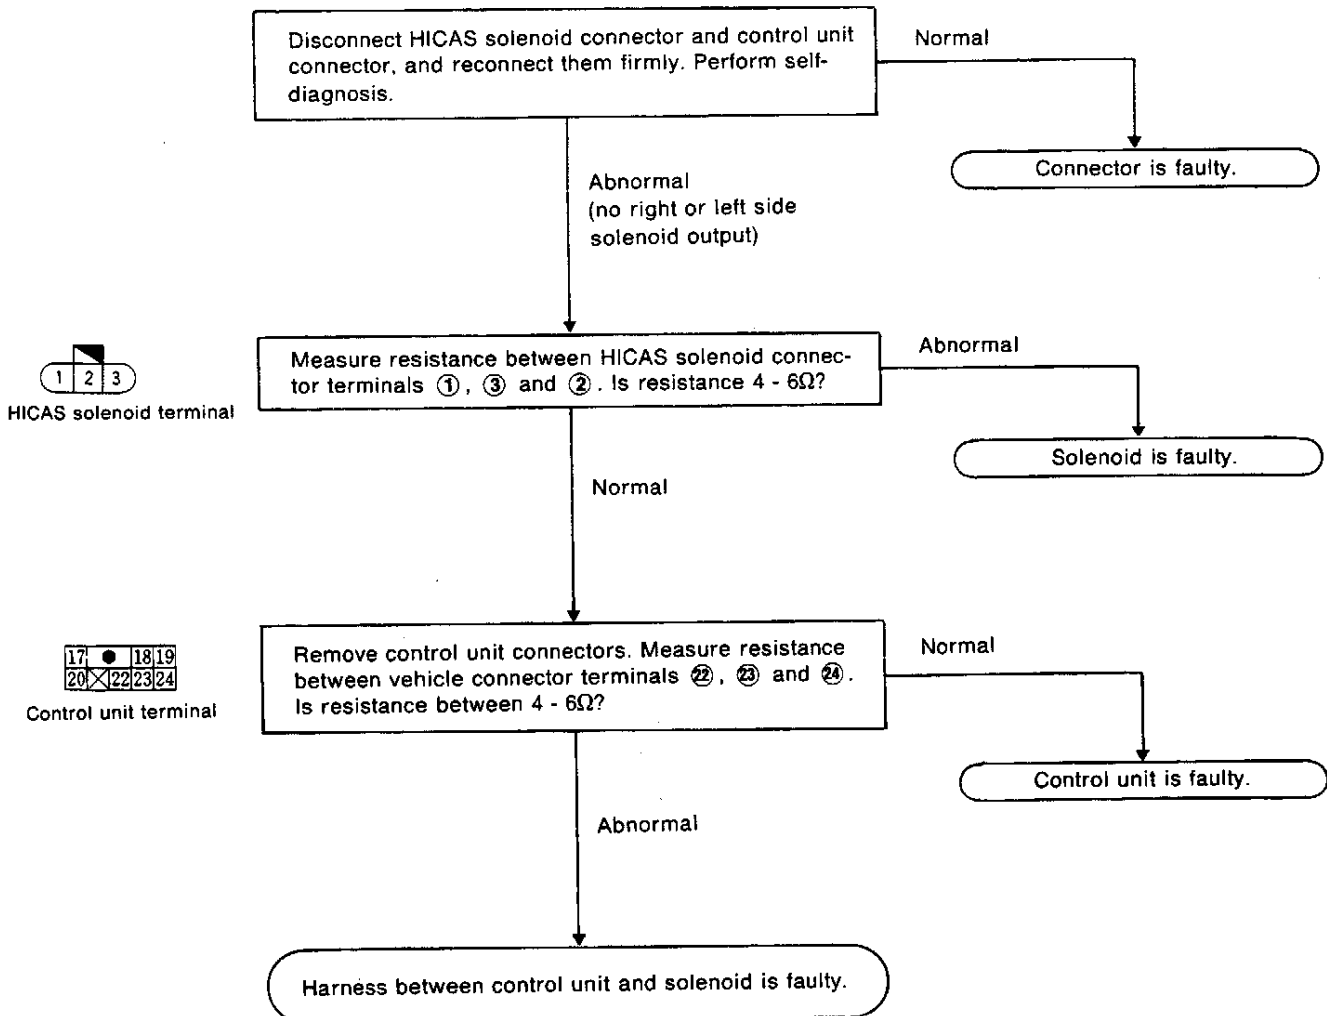 Disconnect HICAS solenoid connector and control unit
connector, and reconnect them firmly. Perform self-
diagnosis.
Normal
Connector is faulty.
Abnormal
(no right or left side
solenoid output)
1 2 3
HICAS solenoid terminal
Measure resistance between HICAS solenoid connec-
tor terminals ①, ③ and ②. Is resistance 4 - 6Ω?
Abnormal
Solenoid is faulty.
Normal
17 18 19
20 22 23 24
Control unit terminal
Remove control unit connectors. Measure resistance
between vehicle connector terminals ㉒, ㉓ and ㉔.
Is resistance between 4 - 6Ω?
Normal
Control unit is faulty.
Abnormal
Harness between control unit and solenoid is faulty.